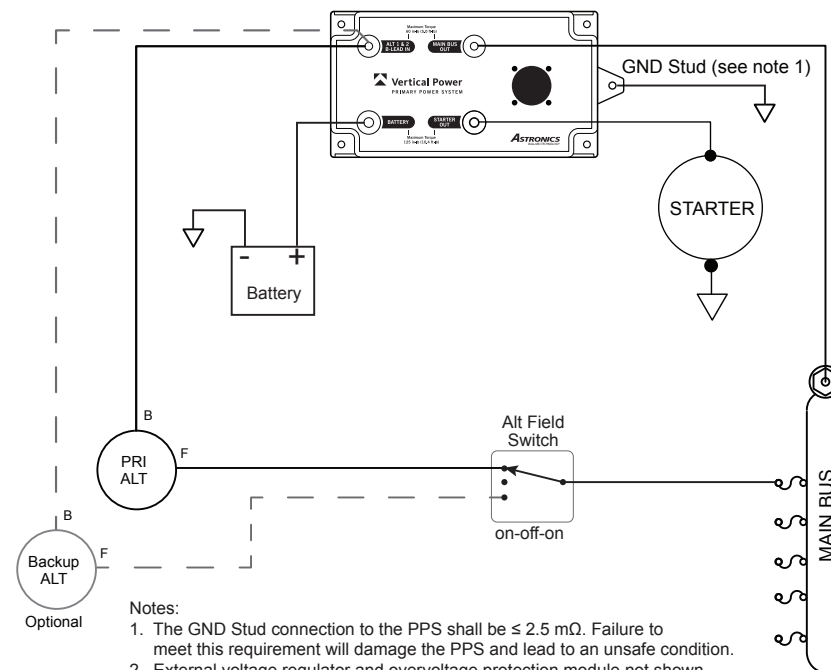 Maximum Torque
ALT 1 & 2
B-LEAD IN
MAIN BUS
OUT
GND Stud (see note 1)
Vertical Power
PRIMARY POWER SYSTEM
BATTERY
STARTER
OUT
Maximum Torque
ASTRONICS
STARTER
- +
Battery
B
PRI
ALT
F
Alt Field
Switch
on-off-on
MAIN BUS
B
Backup
ALT
F
Optional
Notes:
1. The GND Stud connection to the PPS shall be ≤ 2.5 mΩ. Failure to
meet this requirement will damage the PPS and lead to an unsafe condition.
2. External voltage regulator and overvoltage protection module not shown